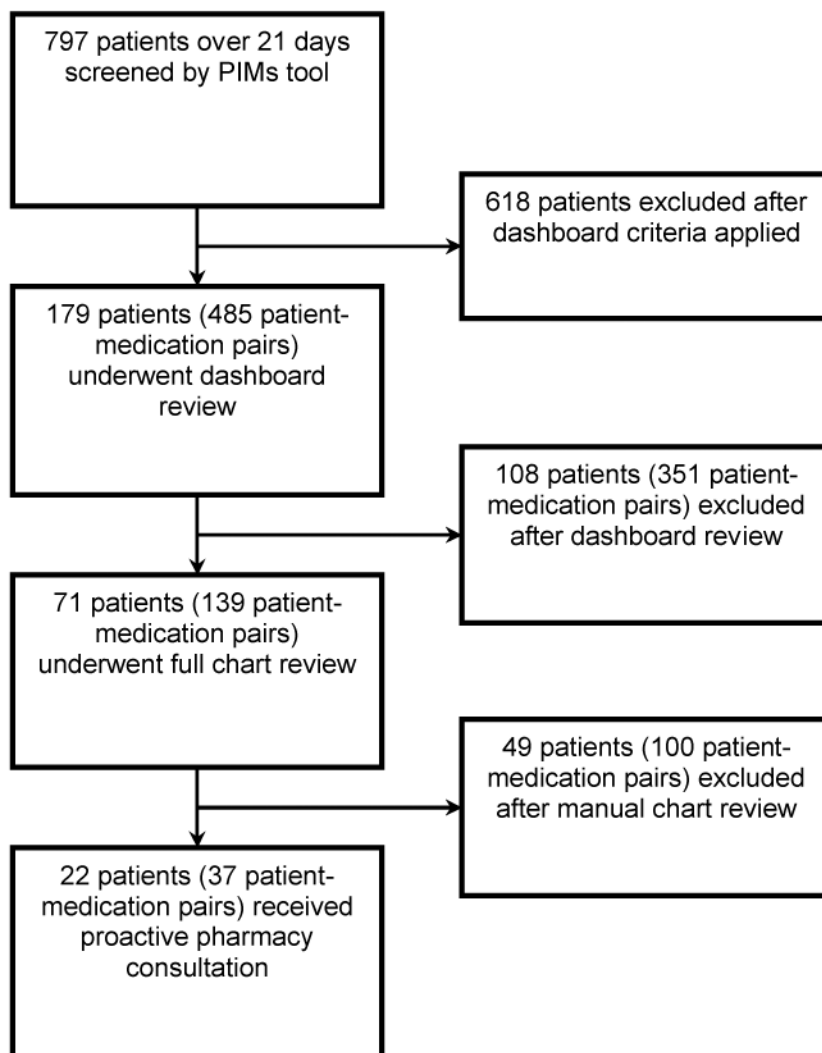 797 patients over 21 days
screened by PIMs tool
618 patients excluded after
dashboard criteria applied
179 patients (485 patient-
medication pairs)
underwent dashboard
review
108 patients (351 patient-
medication pairs) excluded
after dashboard review
71 patients (139 patient-
medication pairs)
underwent full chart review
49 patients (100 patient-
medication pairs) excluded
after manual chart review
22 patients (37 patient-
medication pairs) received
proactive pharmacy
consultation